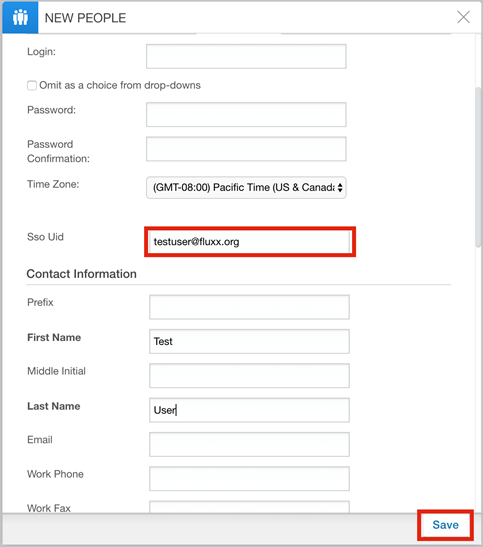 NEW PEOPLE
Login:
Omit as a choice from drop-downs
Password:
Password
Confirmation:
Time Zone: (GMT-08:00) Pacific Time (US & Canada
Sso Uid testuser@fluxx.org
Contact Information
Prefix
First Name Test
Middle Initial
Last Name User
Email
Work Phone
Work Fax
Save